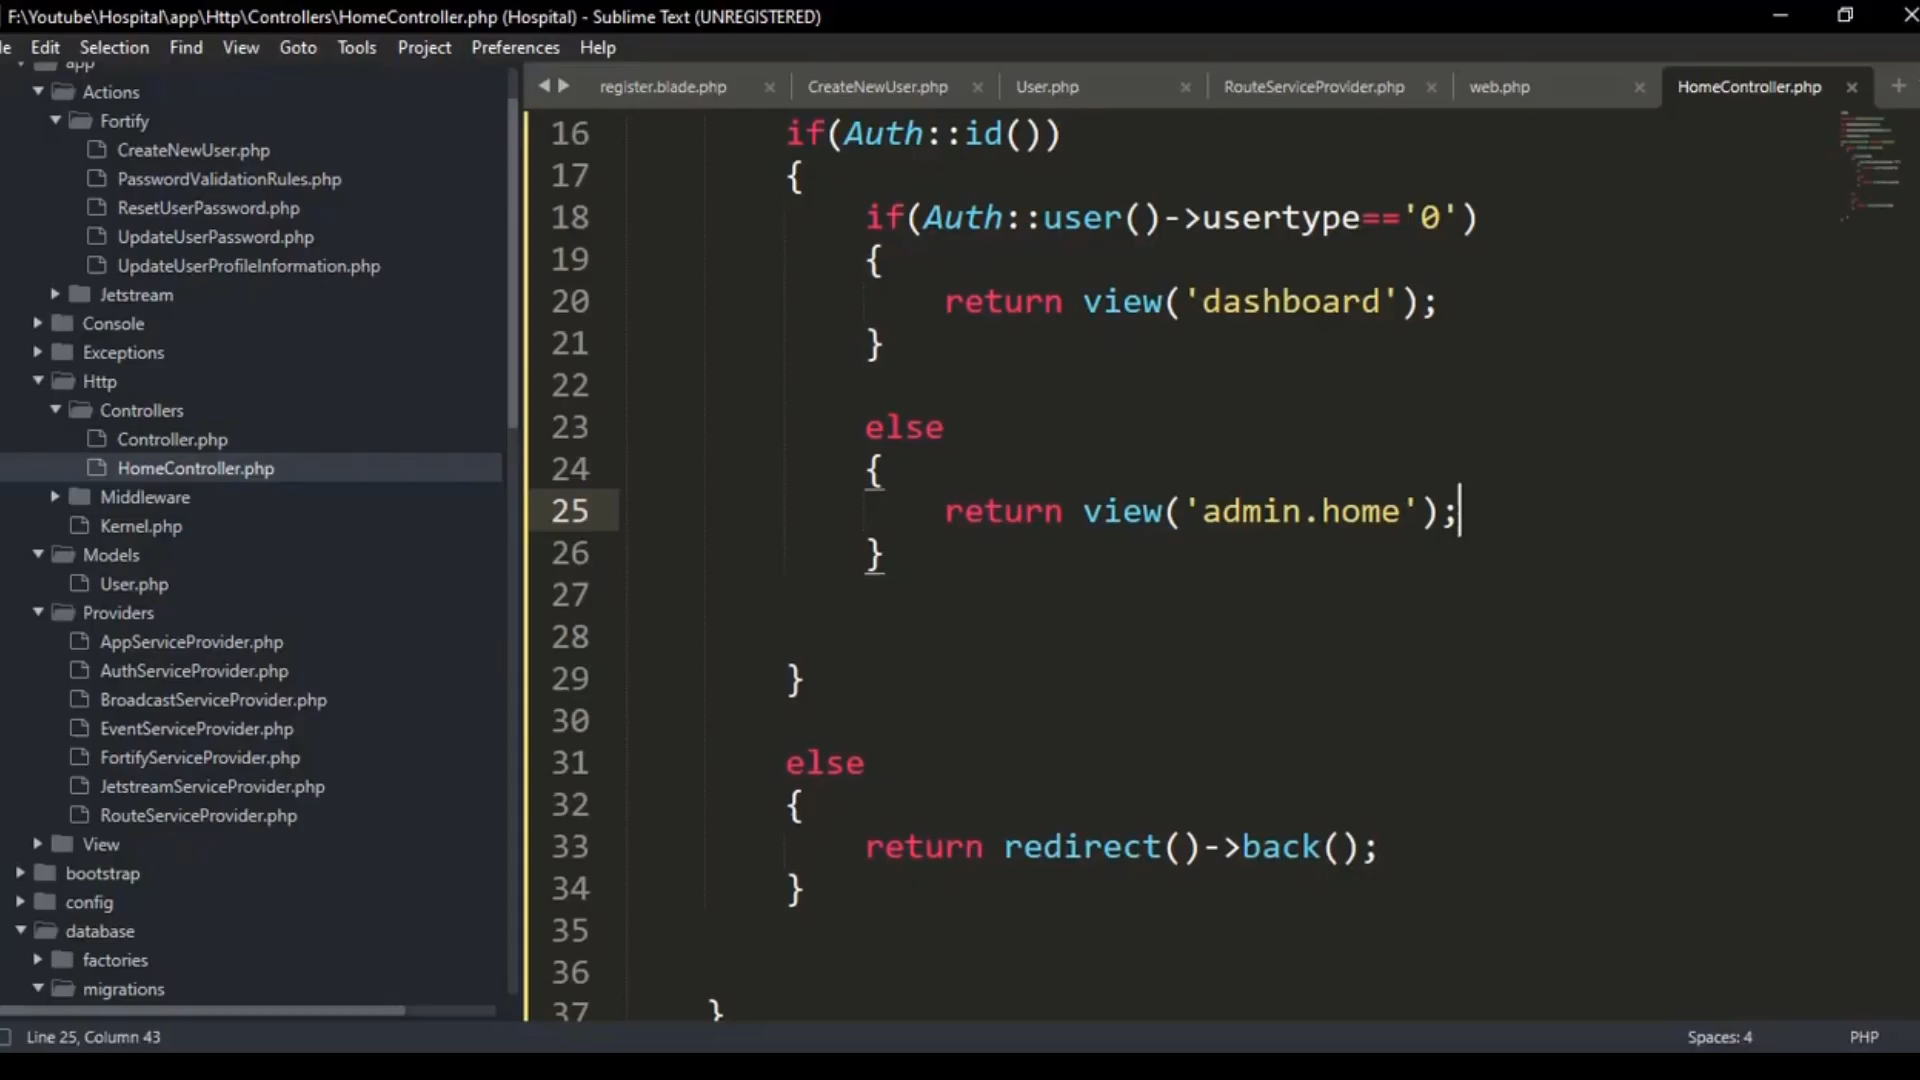 F:\Youtube\Hospital\app\Http\Controllers\HomeController.php (Hospital) - Sublime Text (UNREGISTERED)
le Edit Selection Find View Goto Tools Project Preferences Help
app
Actions
Fortify
CreateNewUser.php
PasswordValidationRules.php
ResetUserPassword.php
UpdateUserPassword.php
UpdateUserProfileInformation.php
Jetstream
Console
Exceptions
Http
Controllers
Controller.php
HomeController.php
Middleware
Kernel.php
Models
User.php
Providers
AppServiceProvider.php
AuthServiceProvider.php
BroadcastServiceProvider.php
EventServiceProvider.php
FortifyServiceProvider.php
JetstreamServiceProvider.php
RouteServiceProvider.php
View
bootstrap
config
database
factories
migrations
register.blade.php CreateNewUser.php User.php RouteServiceProvider.php web.php HomeController.php
16 if(Auth::id())
17 {
18 if(Auth::user()->usertype=='0')
19 {
20 return view('dashboard');
21 }
22
23 else
24 {
25 return view('admin.home');
26 }
27
28
29 }
30
31 else
32 {
33 return redirect()->back();
34 }
35
36
37 }
Line 25, Column 43 Spaces: 4 PHP